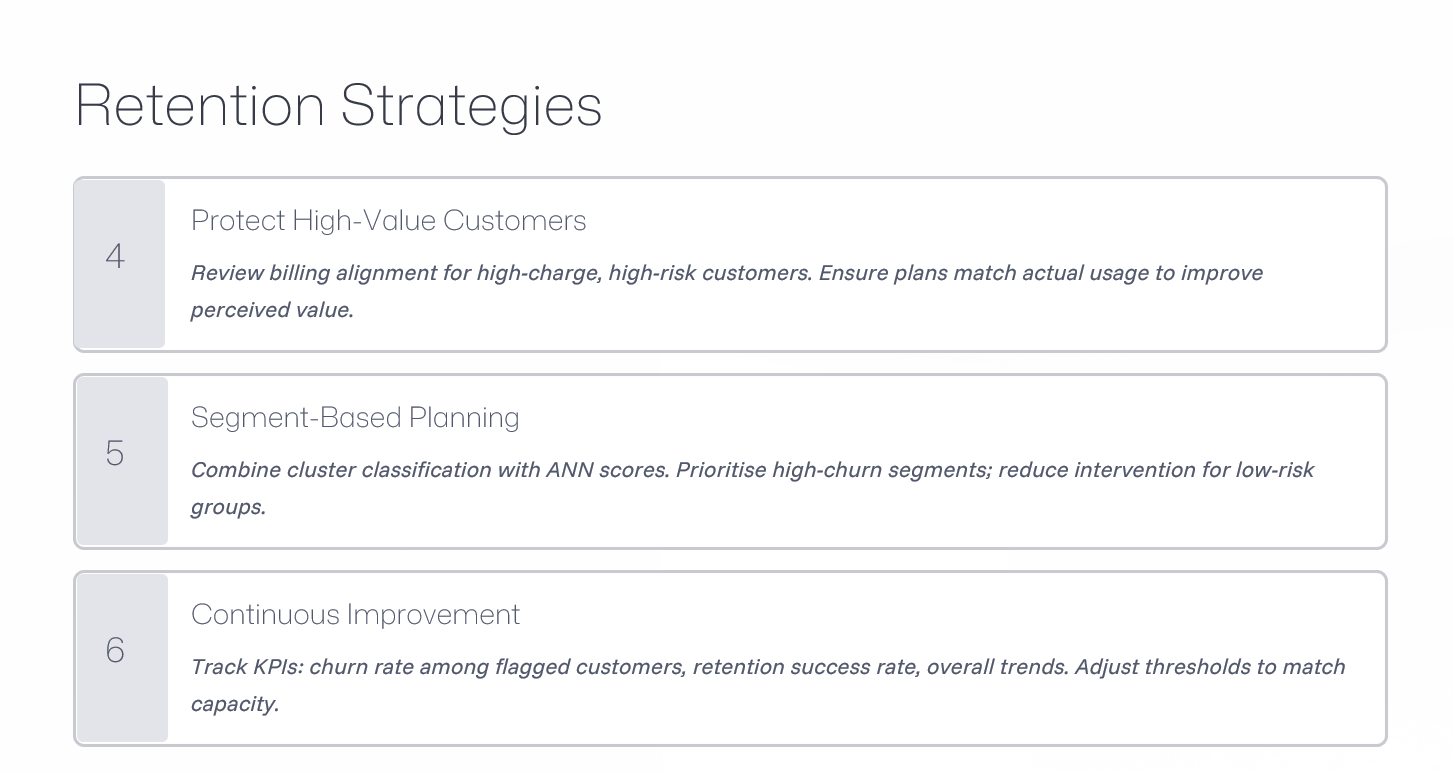 Retention Strategies
4
Protect High-Value Customers
Review billing alignment for high-charge, high-risk customers. Ensure plans match actual usage to improve
perceived value.
5
Segment-Based Planning
Combine cluster classification with ANN scores. Prioritise high-churn segments; reduce intervention for low-risk
groups.
6
Continuous Improvement
Track KPIs: churn rate among flagged customers, retention success rate, overall trends. Adjust thresholds to match
capacity.